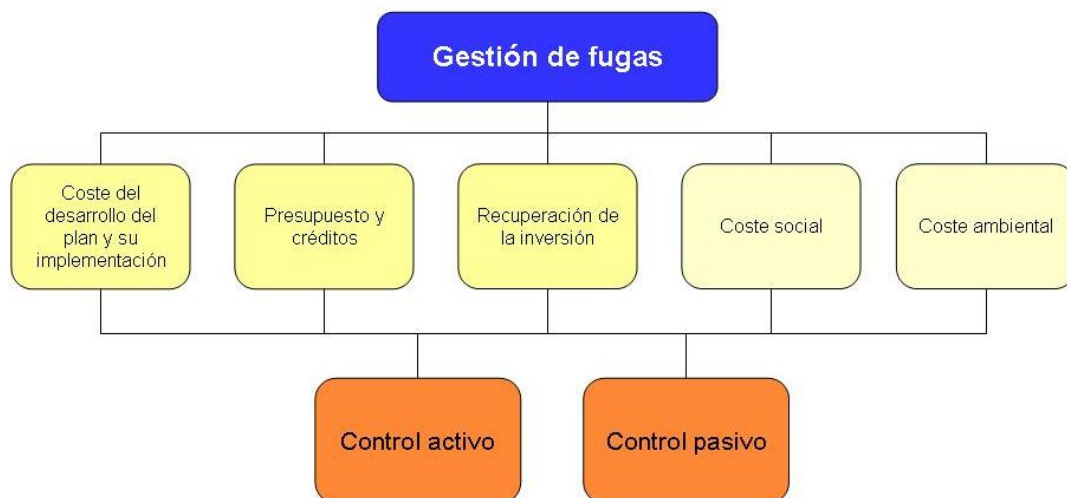 Gestión de fugas
Coste del
desarrollo del
plan y su
implementación
Presupuesto y
créditos
Recuperación de
la inversión
Coste social
Coste ambiental
Control activo
Control pasivo